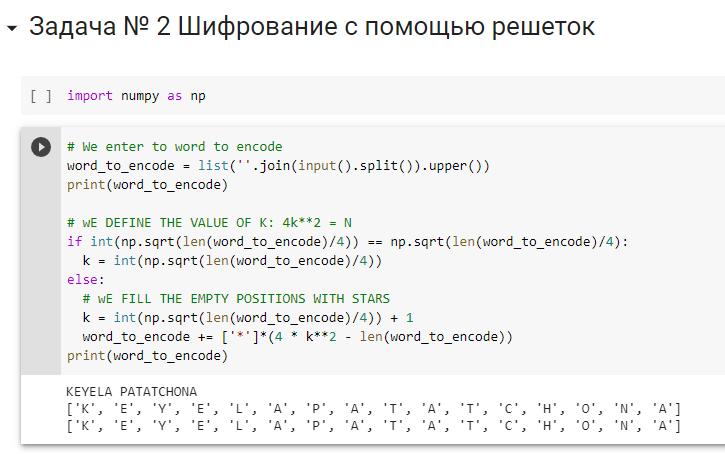 Задача № 2 Шифрование с помощью решеток
[ ] import numpy as np
# We enter to word to encode
word_to_encode = list(''.join(input().split()).upper())
print(word_to_encode)
# wE DEFINE THE VALUE OF K: 4k**2 = N
if int(np.sqrt(len(word_to_encode)/4)) == np.sqrt(len(word_to_encode)/4):
  k = int(np.sqrt(len(word_to_encode)/4))
else:
  # wE FILL THE EMPTY POSITIONS WITH STARS
  k = int(np.sqrt(len(word_to_encode)/4)) + 1
  word_to_encode += ['*']*(4 * k**2 - len(word_to_encode))
print(word_to_encode)
KEYELA PATATCHONA
['K', 'E', 'Y', 'E', 'L', 'A', 'P', 'A', 'T', 'A', 'T', 'C', 'H', 'O', 'N', 'A']
['K', 'E', 'Y', 'E', 'L', 'A', 'P', 'A', 'T', 'A', 'T', 'C', 'H', 'O', 'N', 'A']